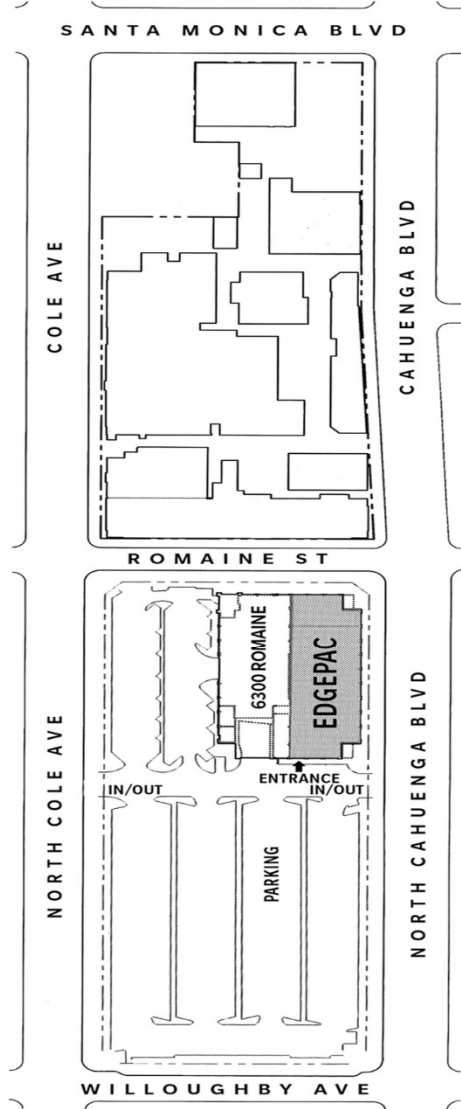 SANTA MONICA BLVD
COLE AVE
CAHUENGA BLVD
ROMAINE ST
6300 ROMAINE
EDGEPAC
ENTRANCE
IN/OUT
IN/OUT
NORTH COLE AVE
NORTH CAHUENGA BLVD
PARKING
WILLOUGHBY AVE